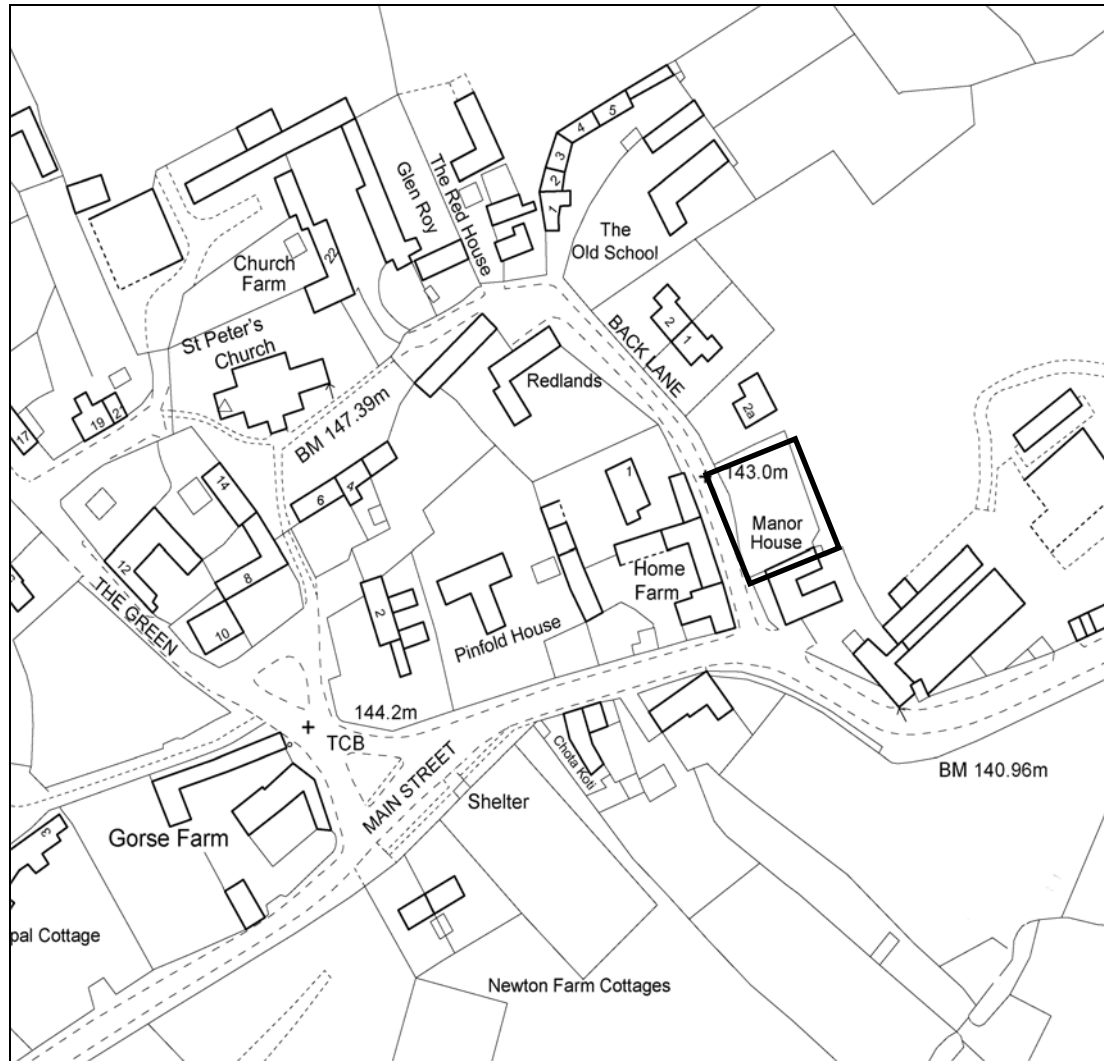 5
4
3
2
1
Glen Roy
The Red House
The
Old School
22
Church
Farm
St Peter's
Church
BACK LANE
2
1
Redlands
2a
BM 147.39m
17
19
21
14
6
4
1
143.0m
Manor
House
12
8
10
THE GREEN
2
Pinfold House
Home
Farm
144.2m
TCB
MAIN STREET
Chota Koti
BM 140.96m
Shelter
Gorse Farm
3
pal Cottage
Newton Farm Cottages